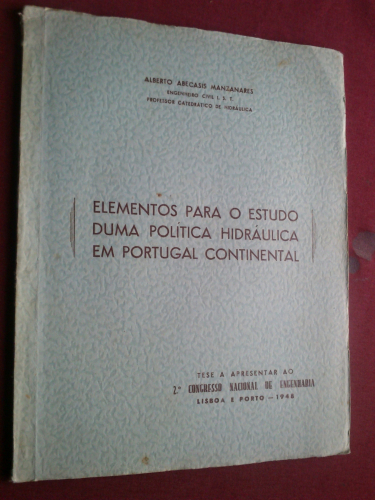 ALBERTO ABECASIS MANZANARES
ENGENHEIRO CIVIL I. S. T.
PROFESSOR CATEDRÁTICO DE HIDRÁULICA
ELEMENTOS PARA O ESTUDO
DUMA POLÍTICA HIDRÁULICA
EM PORTUGAL CONTINENTAL
TESE A APRESENTAR AO
2.º CONGRESSO NACIONAL DE ENGENHARIA
LISBOA E PORTO — 1948